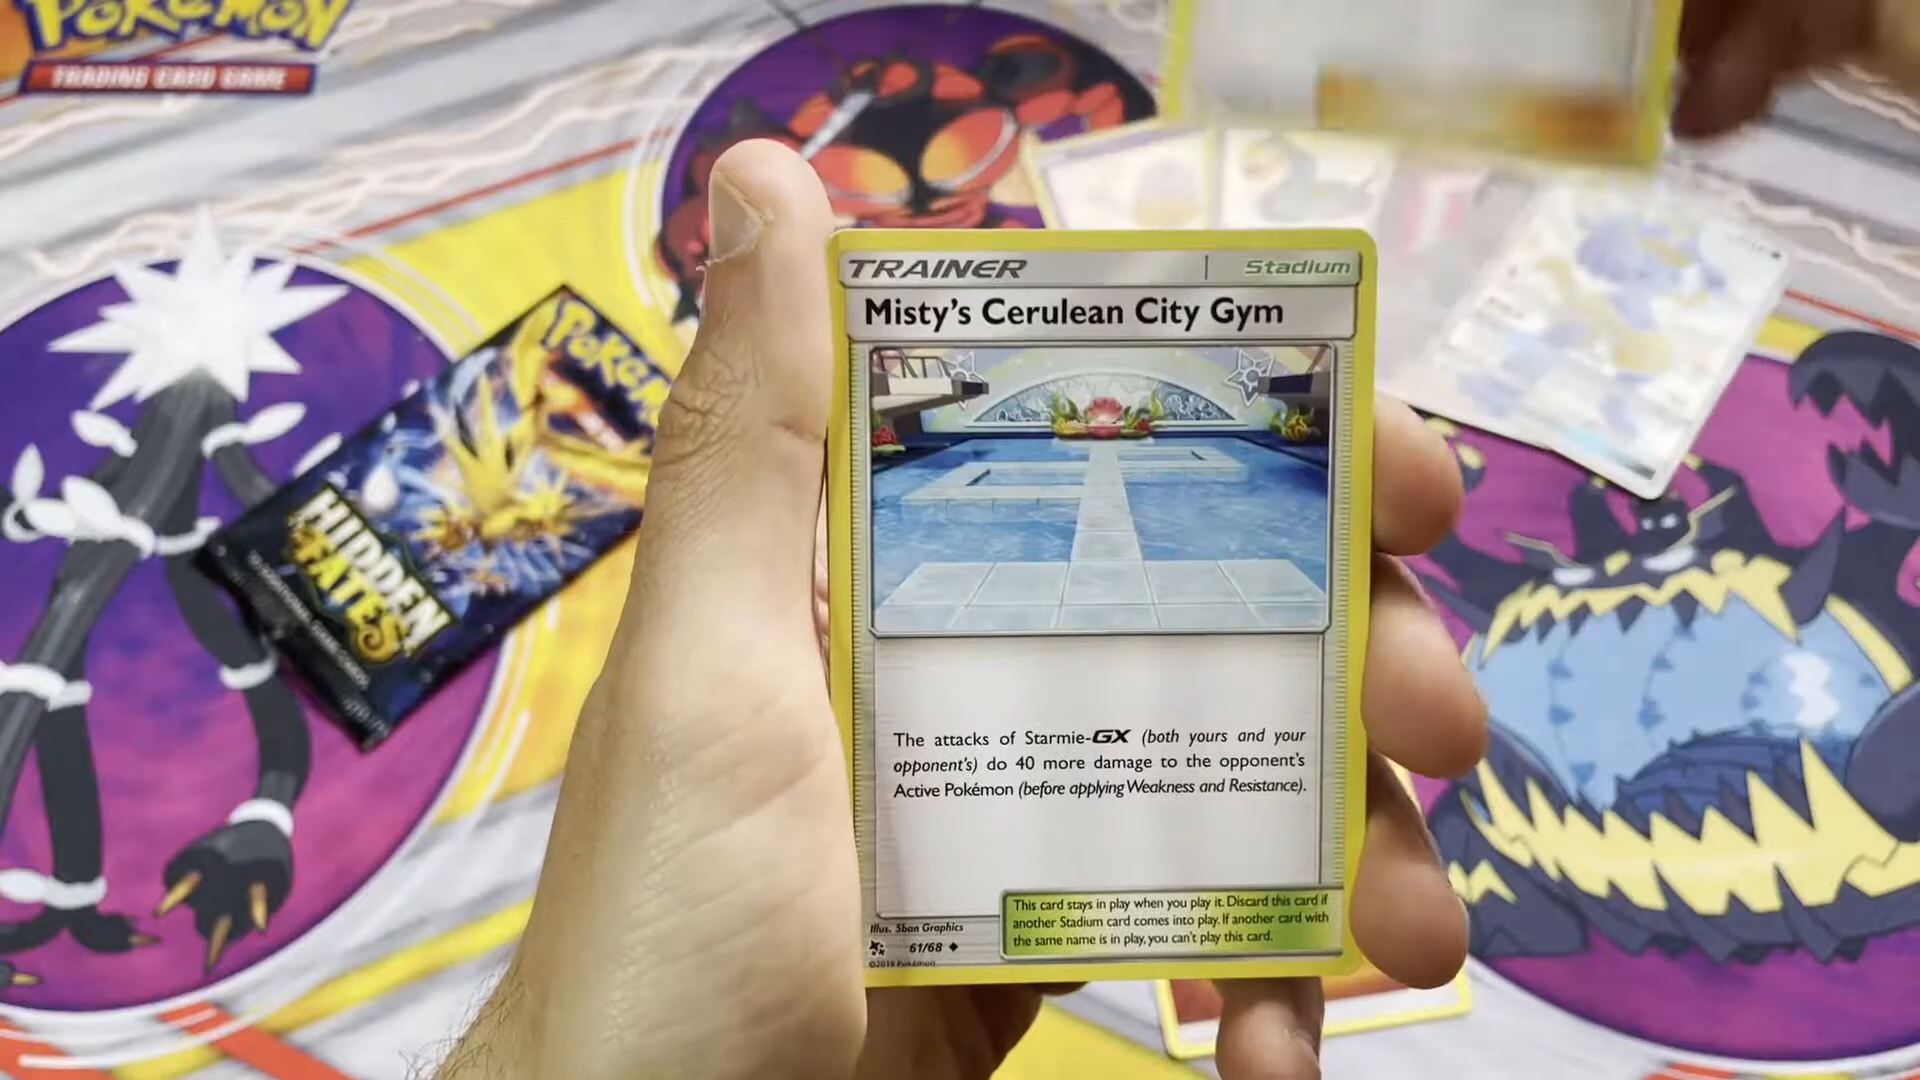 POKÉMON
TRADING CARD GAME
POKÉMON
HIDDEN
FATES
TRAINER
Stadium
Misty's Cerulean City Gym
The attacks of Starmie-GX (both yours and your
opponent's) do 40 more damage to the opponent's
Active Pokémon (before applying Weakness and Resistance).
This card stays in play when you play it. Discard this card if
another Stadium card comes into play. If another card with
the same name is in play, you can't play this card.
Illus. Sban Graphics
61/68
©2019 Pokémon